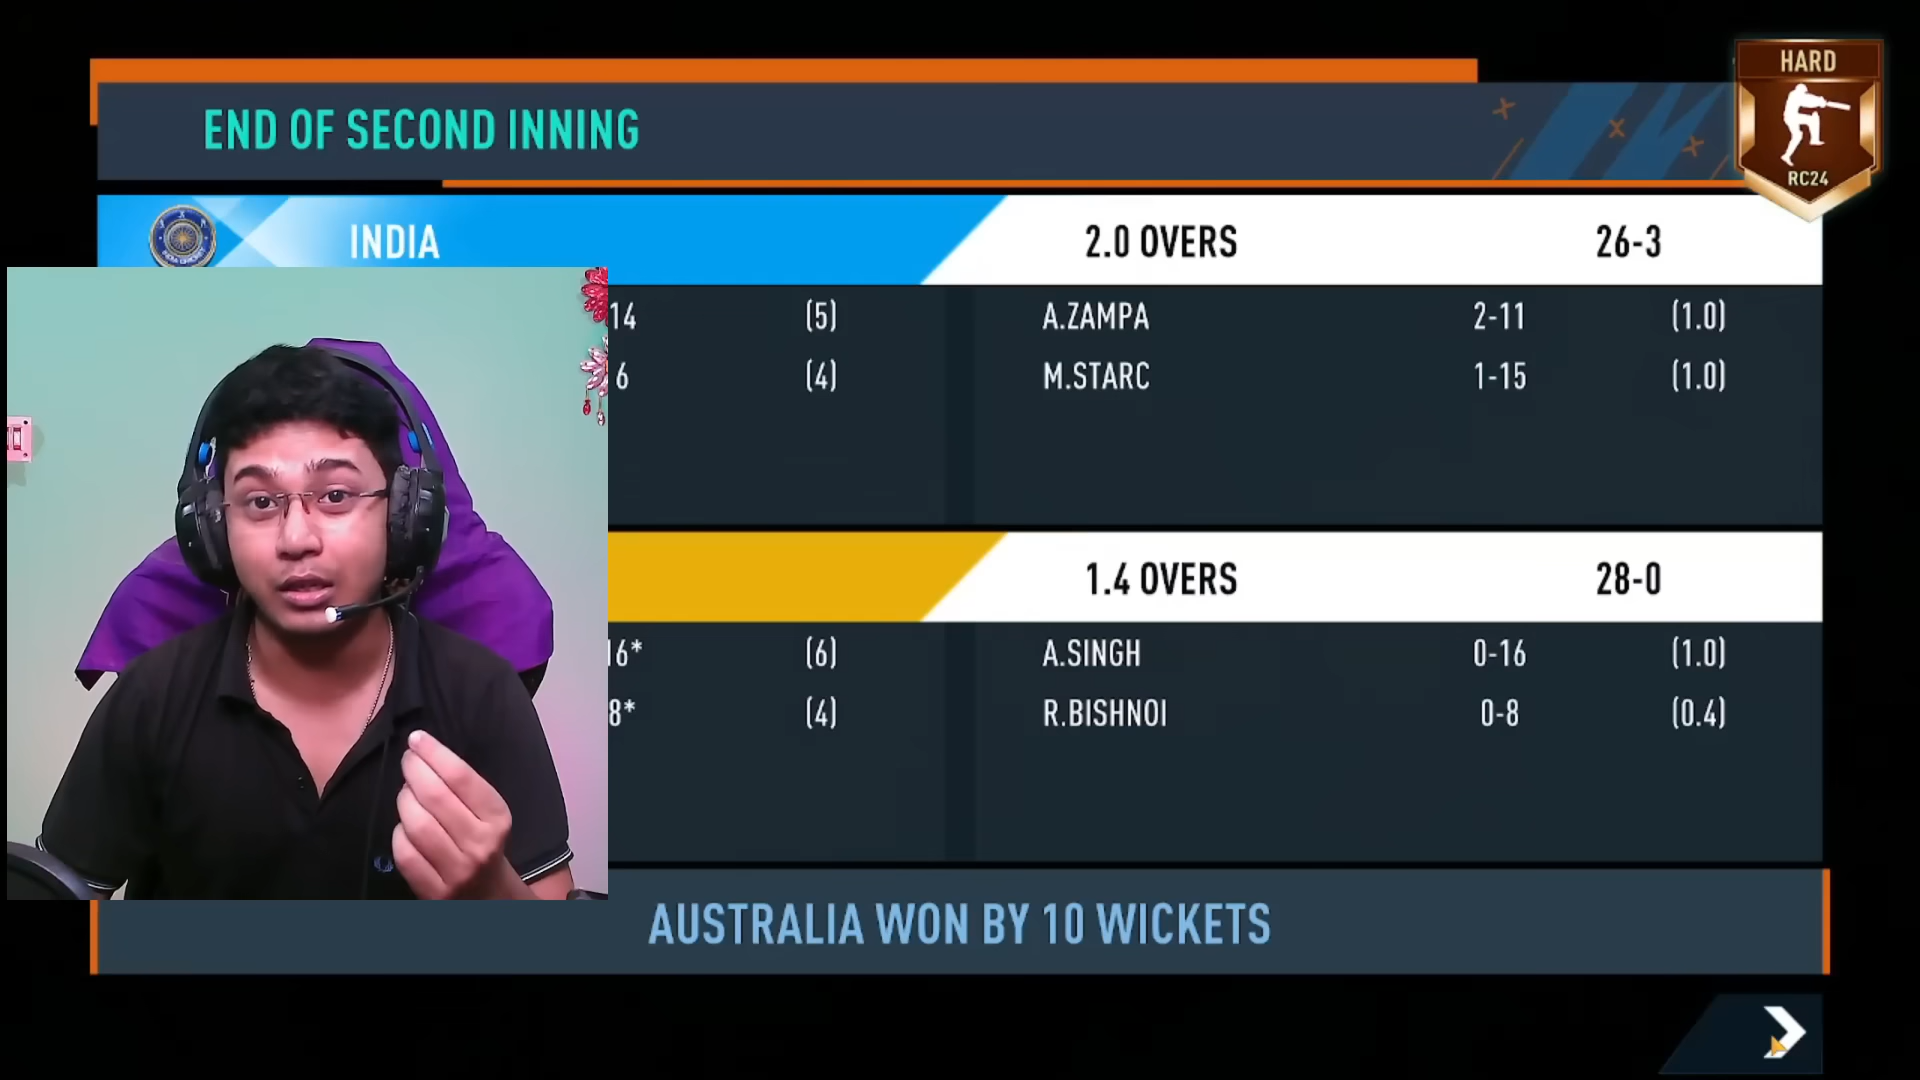 HARD
RC24
END OF SECOND INNING
INDIA 2.0 OVERS 26-3
14 (5) A.ZAMPA 2-11 (1.0)
6 (4) M.STARC 1-15 (1.0)
1.4 OVERS 28-0
16* (6) A.SINGH 0-16 (1.0)
8* (4) R.BISHNOI 0-8 (0.4)
AUSTRALIA WON BY 10 WICKETS